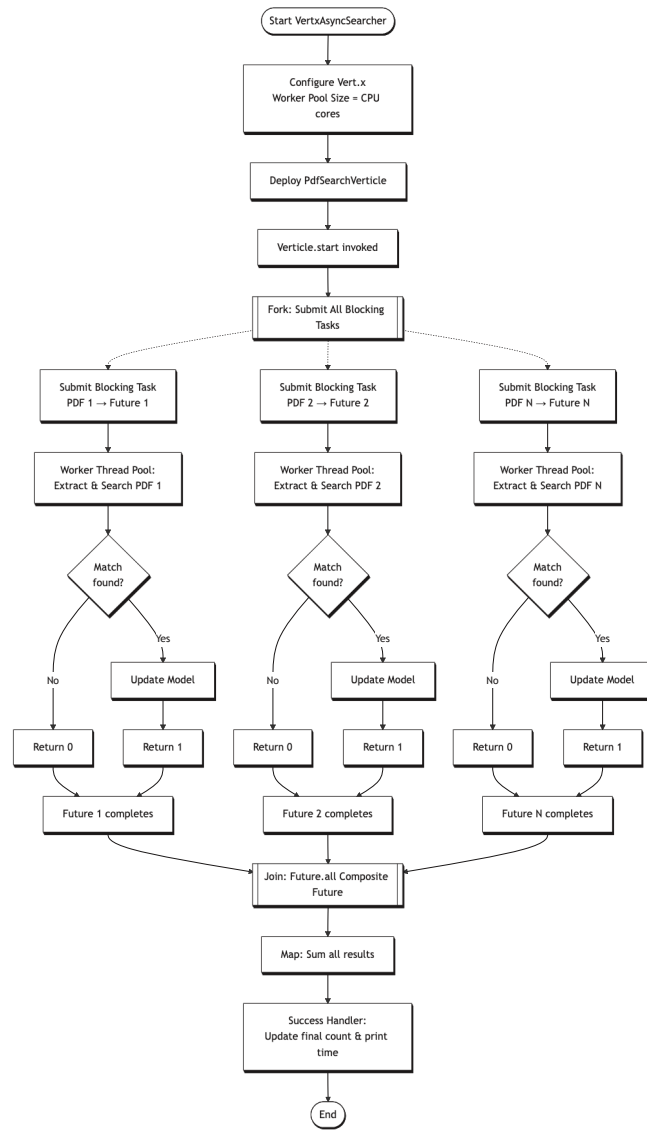 Start VertxAsyncSearcher
Configure Vert.x
Worker Pool Size = CPU
cores
Deploy PdfSearchVerticle
Verticle.start invoked
Fork: Submit All Blocking
Tasks
Submit Blocking Task
PDF 1 → Future 1
Submit Blocking Task
PDF 2 → Future 2
Submit Blocking Task
PDF N → Future N
Worker Thread Pool:
Extract & Search PDF 1
Worker Thread Pool:
Extract & Search PDF 2
Worker Thread Pool:
Extract & Search PDF N
Match
found?
Match
found?
Match
found?
Yes
Yes
Yes
No
Update Model
No
Update Model
No
Update Model
Return 0
Return 1
Return 0
Return 1
Return 0
Return 1
Future 1 completes
Future 2 completes
Future N completes
Join: Future.all Composite
Future
Map: Sum all results
Success Handler:
Update final count & print
time
End